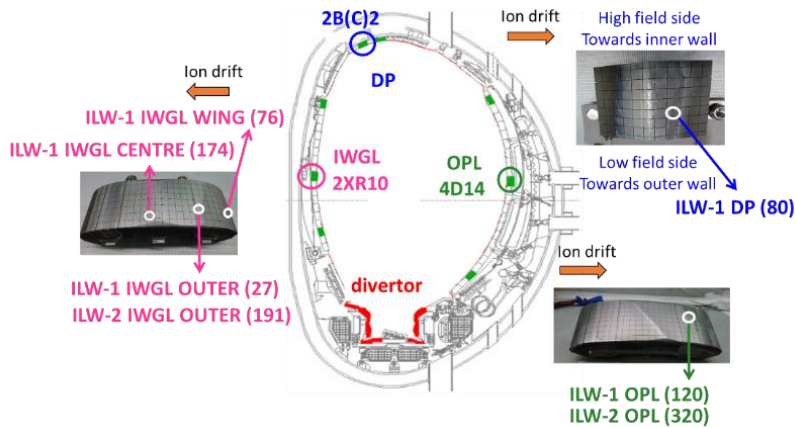 2B(C)2
DP
Ion drift
High field side
Towards inner wall
Ion drift
ILW-1 IWGL WING (76)
ILW-1 IWGL CENTRE (174)
IWGL
2XR10
OPL
4D14
Low field side
Towards outer wall
ILW-1 DP (80)
Ion drift
divertor
ILW-1 IWGL OUTER (27)
ILW-2 IWGL OUTER (191)
ILW-1 OPL (120)
ILW-2 OPL (320)